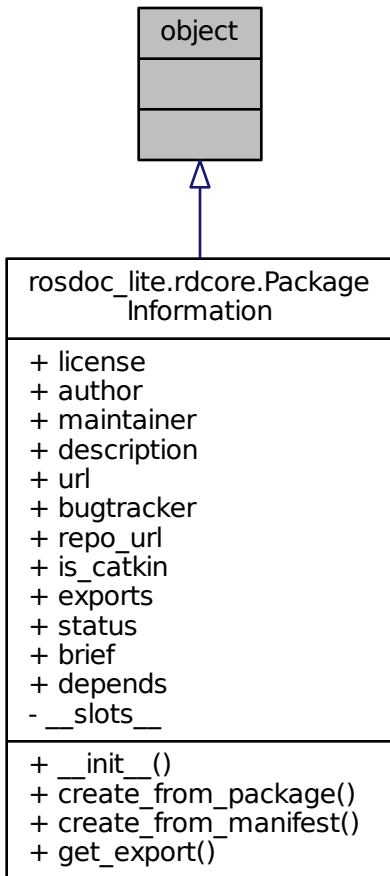 object
rosdoc_lite.rdcore.Package
Information
+ license
+ author
+ maintainer
+ description
+ url
+ bugtracker
+ repo_url
+ is_catkin
+ exports
+ status
+ brief
+ depends
- __slots__
+ __init__()
+ create_from_package()
+ create_from_manifest()
+ get_export()